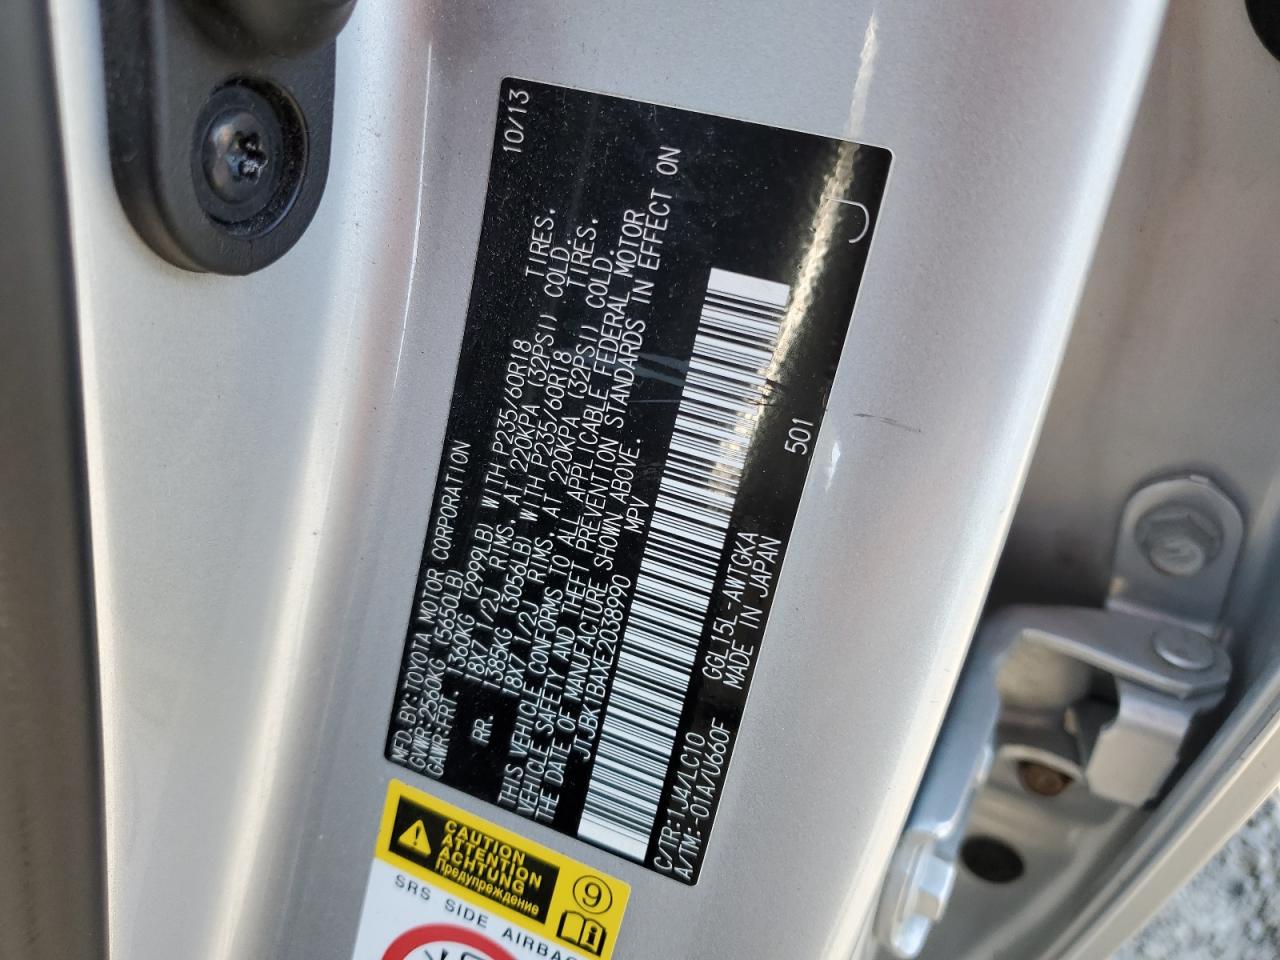 MFD.BY:TOYOTA MOTOR CORPORATION 10/13
GVWR:2560KG (5650LB)
GAWR:FRT. 1360KG (2999LB) WITH P235/60R18 TIRES.
18X7 1/2J RIMS. AT 220KPA (32PSI) COLD.
RR. 1385KG (3056LB) WITH P235/60R18 TIRES.
18X7 1/2J RIMS. AT 220KPA (32PSI) COLD.
THIS VEHICLE CONFORMS TO ALL APPLICABLE FEDERAL MOTOR
VEHICLE SAFETY AND THEFT PREVENTION STANDARDS IN EFFECT ON
THE DATE OF MANUFACTURE SHOWN ABOVE.
JTJBK1BAXE2038990 MPV
C/TR:1J4/LC10 GGL15L-AWTGKA 501
A/TM:-01A/U660F MADE IN JAPAN
J
CAUTION
ATTENTION
ACHTUNG
Предупреждение
9
i
SRS SIDE AIRBAG